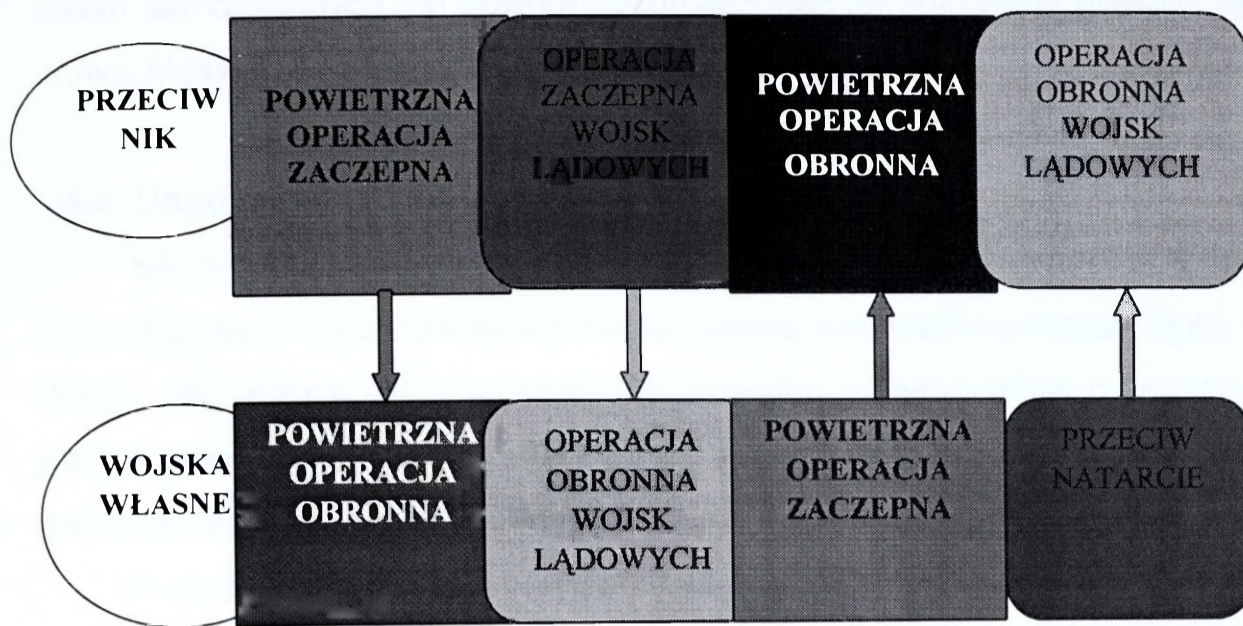 PRZECIW
NIK
POWIETRZNA
OPERACJA
ZACZEPNA
OPERACJA
ZACZEPNA
WOJSK
LĄDOWYCH
POWIETRZNA
OPERACJA
OBRONNA
OPERACJA
OBRONNA
WOJSK
LĄDOWYCH
WOJSKA
WŁASNE
POWIETRZNA
OPERACJA
OBRONNA
OPERACJA
OBRONNA
WOJSK
LĄDOWYCH
POWIETRZNA
OPERACJA
ZACZEPNA
PRZECIW
NATARCIE